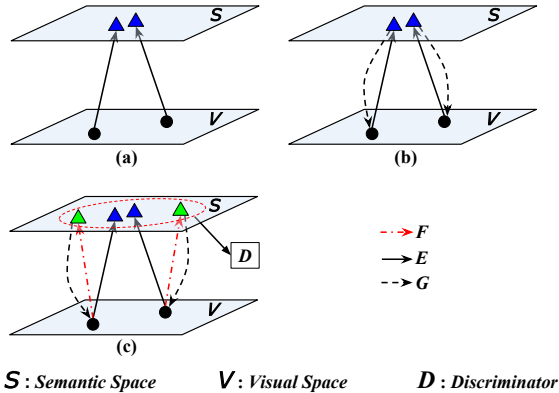 S
V
(a)
S
V
(b)
S
D
V
(c)
F
E
G
S : Semantic Space
V : Visual Space
D : Discriminator